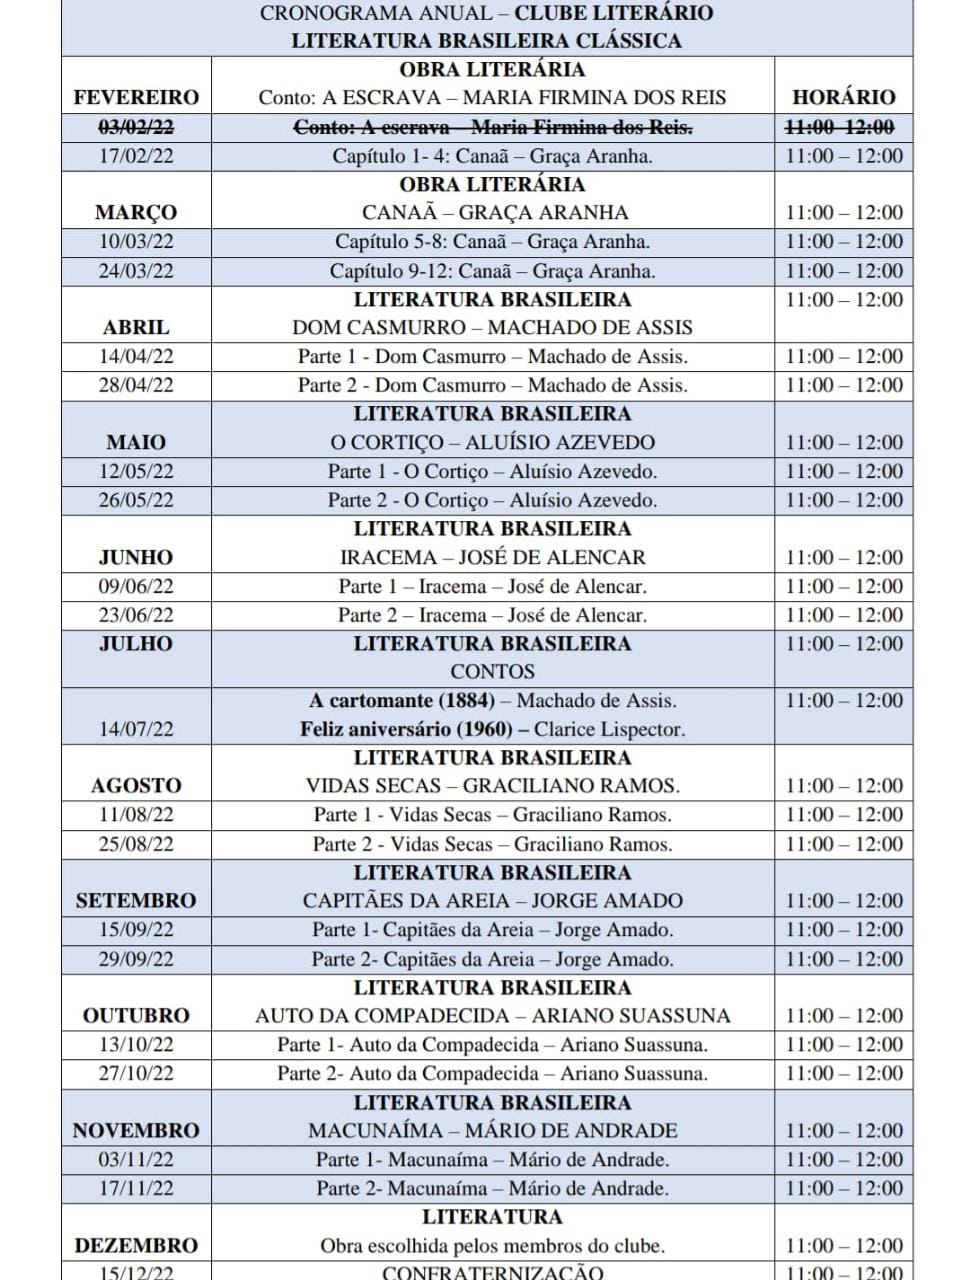 CRONOGRAMA ANUAL – CLUBE LITERÁRIO
LITERATURA BRASILEIRA CLÁSSICA
OBRA LITERÁRIA
FEVEREIRO Conto: A ESCRAVA – MARIA FIRMINA DOS REIS HORÁRIO
03/02/22 Conto: A escrava – Maria Firmina dos Reis. 11:00 12:00
17/02/22 Capítulo 1- 4: Canaã – Graça Aranha. 11:00 – 12:00
OBRA LITERÁRIA
MARÇO CANAÃ – GRAÇA ARANHA 11:00 – 12:00
10/03/22 Capítulo 5-8: Canaã – Graça Aranha. 11:00 – 12:00
24/03/22 Capítulo 9-12: Canaã – Graça Aranha. 11:00 – 12:00
LITERATURA BRASILEIRA 11:00 – 12:00
ABRIL DOM CASMURRO – MACHADO DE ASSIS
14/04/22 Parte 1 - Dom Casmurro – Machado de Assis. 11:00 – 12:00
28/04/22 Parte 2 - Dom Casmurro – Machado de Assis. 11:00 – 12:00
LITERATURA BRASILEIRA
MAIO O CORTIÇO – ALUÍSIO AZEVEDO 11:00 – 12:00
12/05/22 Parte 1 - O Cortiço – Aluísio Azevedo. 11:00 – 12:00
26/05/22 Parte 2 - O Cortiço – Aluísio Azevedo. 11:00 – 12:00
LITERATURA BRASILEIRA
JUNHO IRACEMA – JOSÉ DE ALENCAR 11:00 – 12:00
09/06/22 Parte 1 – Iracema – José de Alencar. 11:00 – 12:00
23/06/22 Parte 2 – Iracema – José de Alencar. 11:00 – 12:00
JULHO LITERATURA BRASILEIRA 11:00 – 12:00
CONTOS
A cartomante (1884) – Machado de Assis. 11:00 – 12:00
14/07/22 Feliz aniversário (1960) – Clarice Lispector.
LITERATURA BRASILEIRA
AGOSTO VIDAS SECAS – GRACILIANO RAMOS. 11:00 – 12:00
11/08/22 Parte 1 - Vidas Secas – Graciliano Ramos. 11:00 – 12:00
25/08/22 Parte 2 - Vidas Secas – Graciliano Ramos. 11:00 – 12:00
LITERATURA BRASILEIRA
SETEMBRO CAPITÃES DA AREIA – JORGE AMADO 11:00 – 12:00
15/09/22 Parte 1- Capitães da Areia – Jorge Amado. 11:00 – 12:00
29/09/22 Parte 2- Capitães da Areia – Jorge Amado. 11:00 – 12:00
LITERATURA BRASILEIRA
OUTUBRO AUTO DA COMPADECIDA – ARIANO SUASSUNA 11:00 – 12:00
13/10/22 Parte 1- Auto da Compadecida – Ariano Suassuna. 11:00 – 12:00
27/10/22 Parte 2- Auto da Compadecida – Ariano Suassuna. 11:00 – 12:00
LITERATURA BRASILEIRA
NOVEMBRO MACUNAÍMA – MÁRIO DE ANDRADE 11:00 – 12:00
03/11/22 Parte 1- Macunaíma – Mário de Andrade. 11:00 – 12:00
17/11/22 Parte 2- Macunaíma – Mário de Andrade. 11:00 – 12:00
LITERATURA
DEZEMBRO Obra escolhida pelos membros do clube. 11:00 – 12:00
15/12/22 CONFRATERNIZAÇÃO 11:00 – 12:00